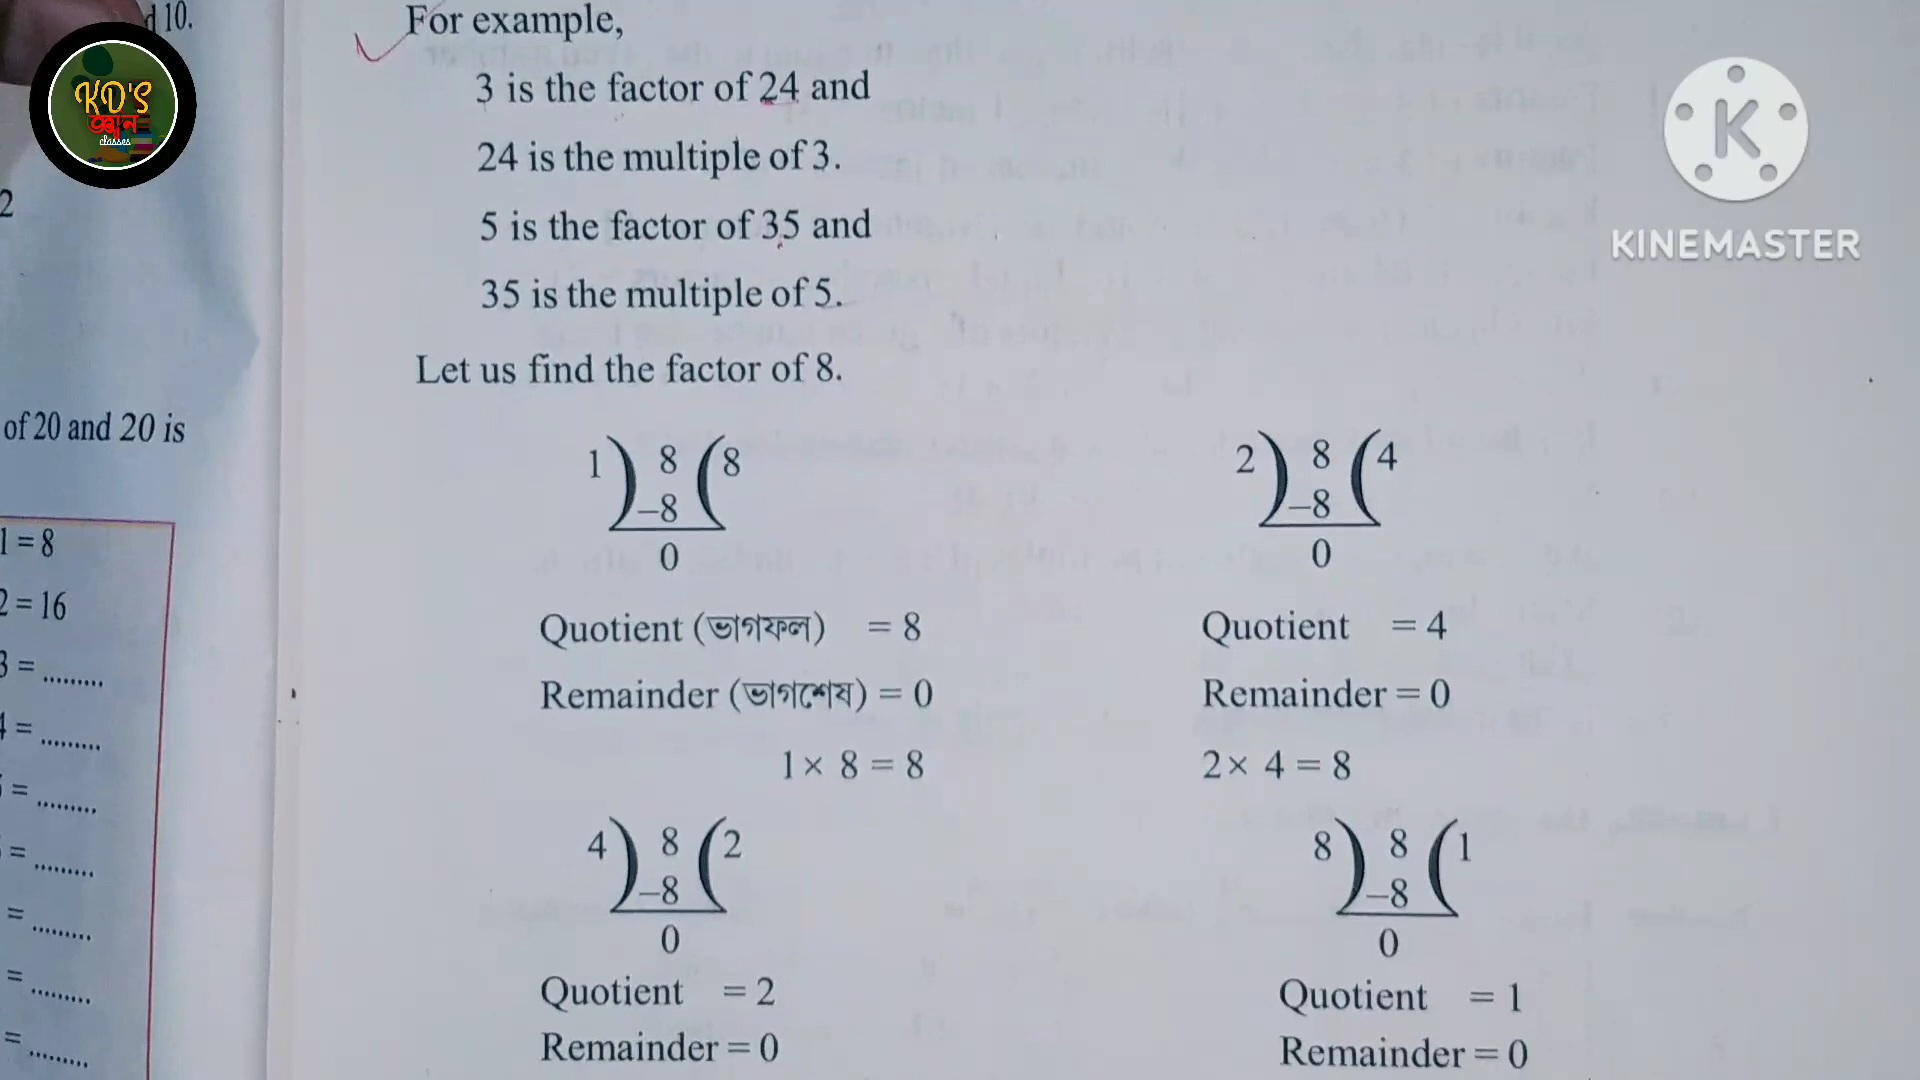 d 10.
KD'S
জ্ঞান
classes
2
of 20 and 20 is
1 = 8
2 = 16
3 = .........
4 = .........
= .........
= .........
= .........
= .........
= .........
For example,
3 is the factor of 24 and
24 is the multiple of 3.
5 is the factor of 35 and
35 is the multiple of 5.
Let us find the factor of 8.
1) 8 (8
–8
0
Quotient (ভাগফল) = 8
Remainder (ভাগশেষ) = 0
1 × 8 = 8
2) 8 (4
–8
0
Quotient = 4
Remainder = 0
2 × 4 = 8
4) 8 (2
–8
0
Quotient = 2
Remainder = 0
8) 8 (1
–8
0
Quotient = 1
Remainder = 0
K
KINEMASTER